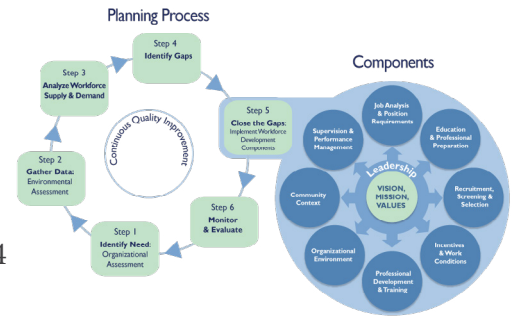 Planning Process
Step 4
Identify Gaps
Step 3
Analyze Workforce
Supply & Demand
Step 5
Close the Gaps:
Implement Workforce
Development
Components
Continuous Quality Improvement
Step 2
Gather Data:
Environmental
Assessment
Step 6
Monitor
& Evaluate
Step 1
Identify Need:
Organizational
Assessment
4
Components
Job Analysis
& Position
Requirements
Education
& Professional
Preparation
Supervision &
Performance
Management
Leadership
VISION,
MISSION,
VALUES
Community
Context
Recruitment,
Screening &
Selection
Organizational
Environment
Incentives
& Work
Conditions
Professional
Development
& Training